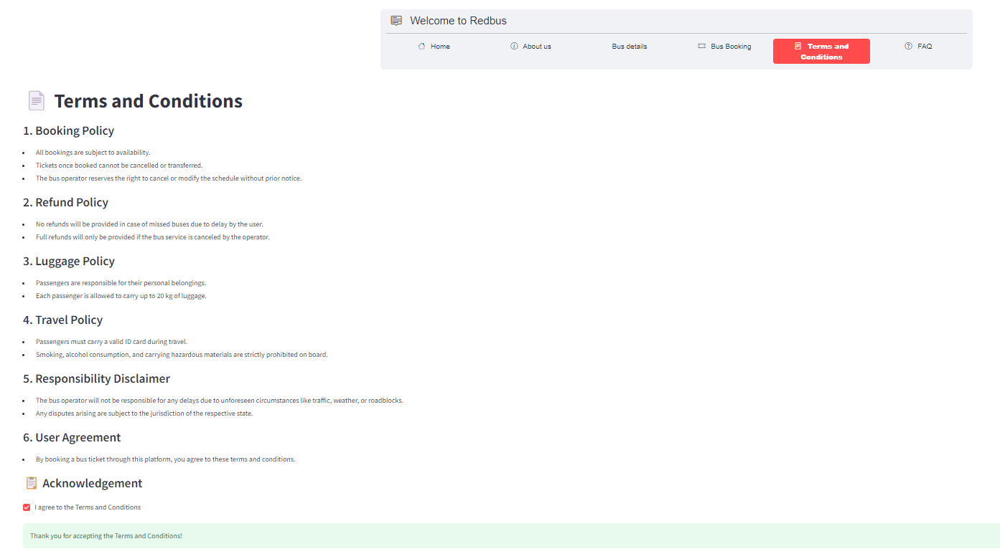 Welcome to Redbus
Home
About us
Bus details
Bus Booking
Terms and
Conditions
FAQ
Terms and Conditions
1. Booking Policy
All bookings are subject to availability.
Tickets once booked cannot be cancelled or transferred.
The bus operator reserves the right to cancel or modify the schedule without prior notice.
2. Refund Policy
No refunds will be provided in case of missed buses due to delay by the user.
Full refunds will only be provided if the bus service is canceled by the operator.
3. Luggage Policy
Passengers are responsible for their personal belongings.
Each passenger is allowed to carry up to 20 kg of luggage.
4. Travel Policy
Passengers must carry a valid ID card during travel.
Smoking, alcohol consumption, and carrying hazardous materials are strictly prohibited on board.
5. Responsibility Disclaimer
The bus operator will not be responsible for any delays due to unforeseen circumstances like traffic, weather, or roadblocks.
Any disputes arising are subject to the jurisdiction of the respective state.
6. User Agreement
By booking a bus ticket through this platform, you agree to these terms and conditions.
Acknowledgement
I agree to the Terms and Conditions
Thank you for accepting the Terms and Conditions!